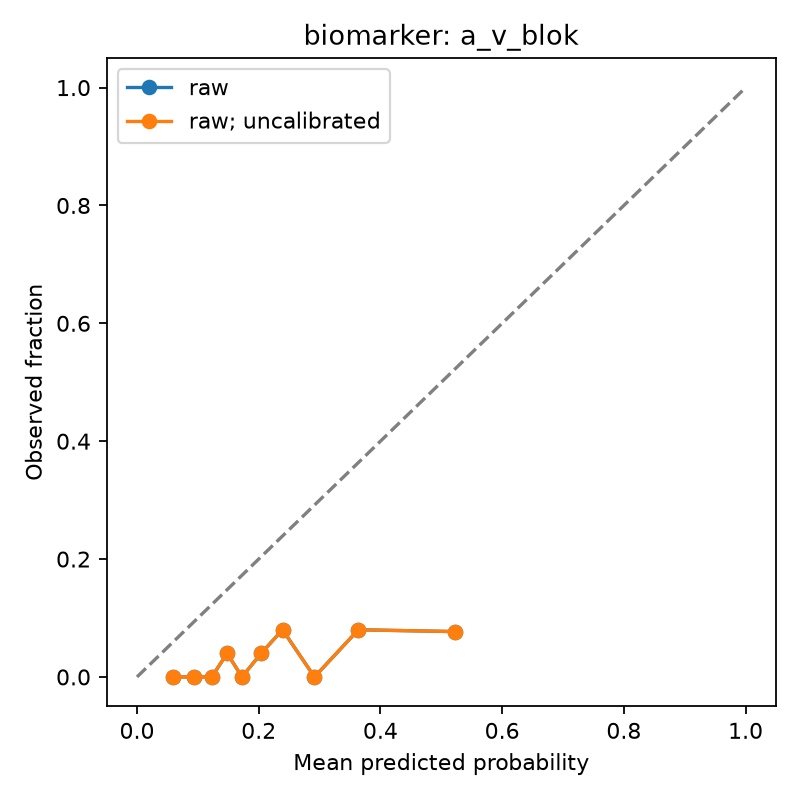 biomarker: a_v_blok
raw
raw; uncalibrated
1.0
0.8
0.6
0.4
0.2
0.0
Observed fraction
0.0 0.2 0.4 0.6 0.8 1.0
Mean predicted probability